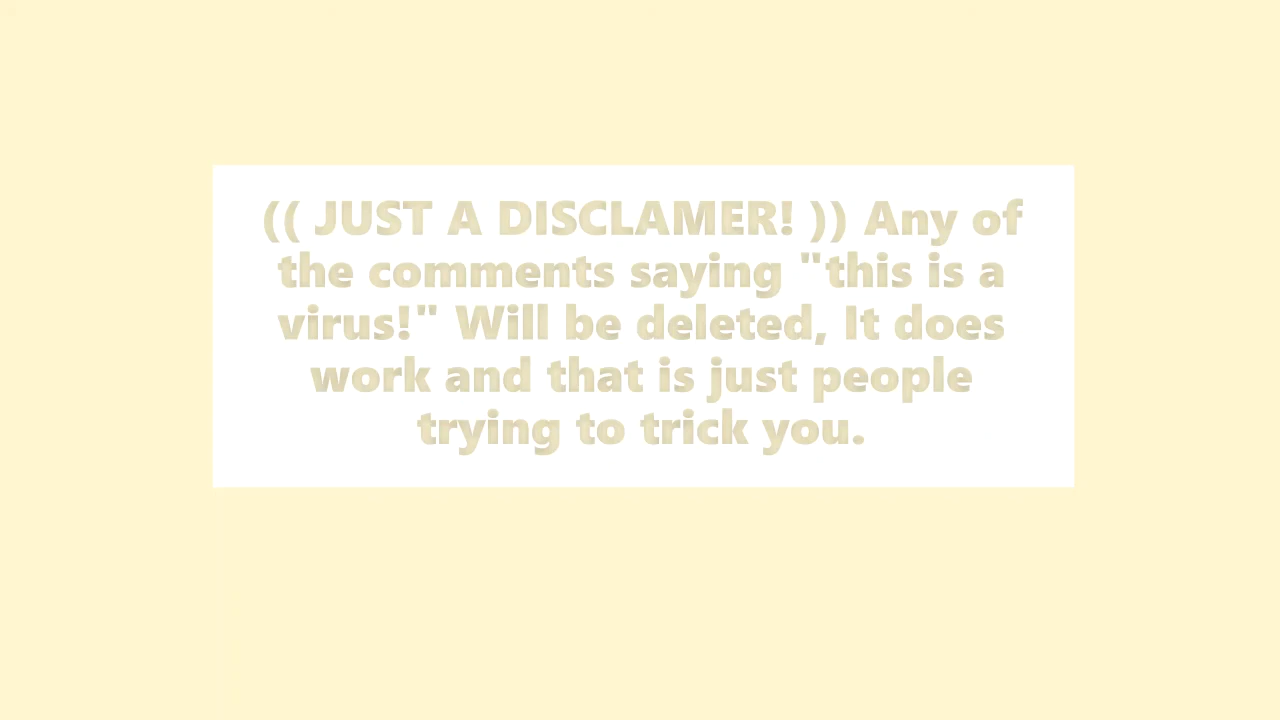 (( JUST A DISCLAMER! )) Any of
the comments saying "this is a
virus!" Will be deleted, It does
work and that is just people
trying to trick you.